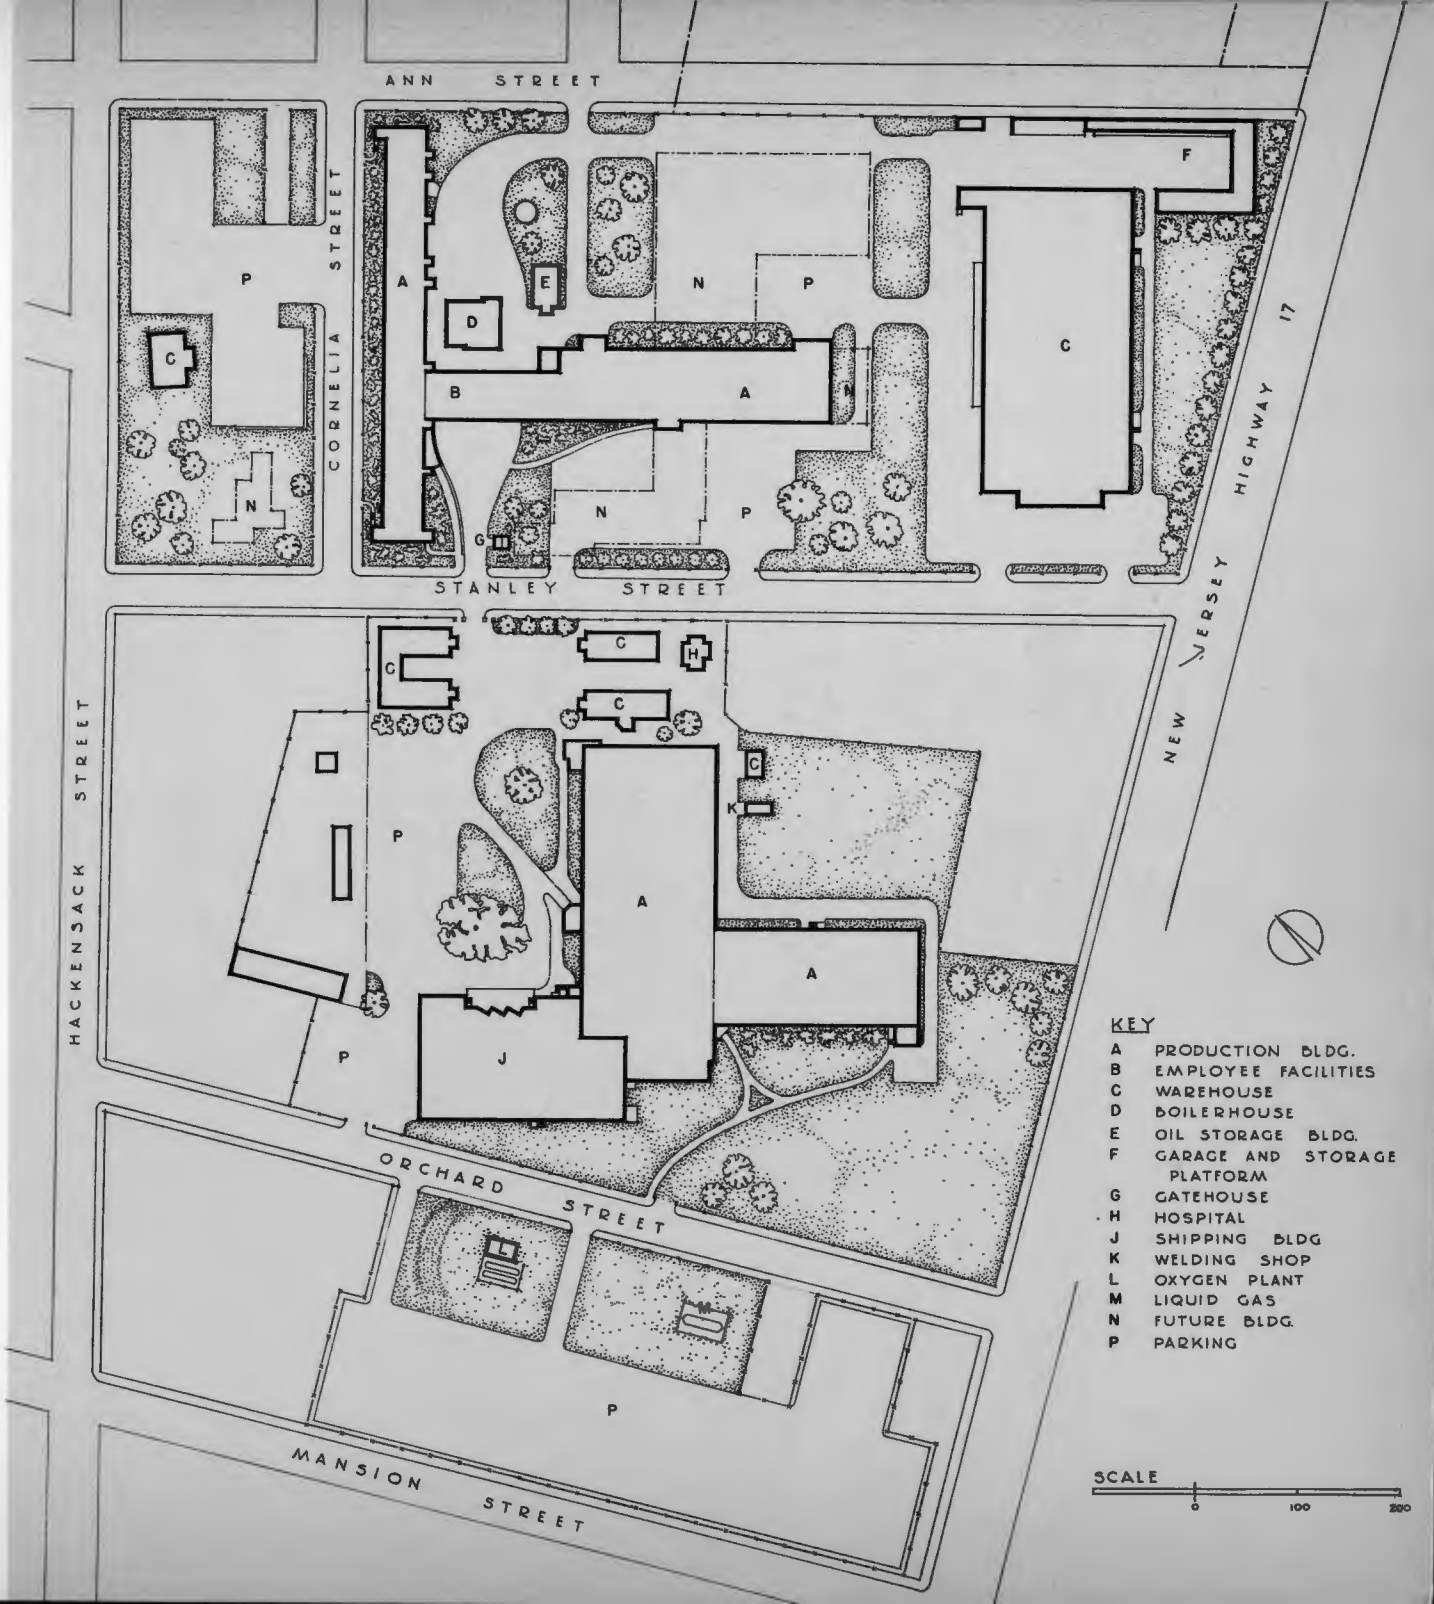 ANN STREET
F
P
CORNELIA STREET
A
E
N
P
D
C
C
B
A
N
NEW JERSEY HIGHWAY 17
N
N
P
G
STANLEY STREET
C
H
C
C
C
K
P
HACKENSACK STREET
A
A
J
P
ORCHARD STREET
L
M
P
MANSION STREET
KEY
A PRODUCTION BLDG.
B EMPLOYEE FACILITIES
C WAREHOUSE
D BOILERHOUSE
E OIL STORAGE BLDG.
F GARAGE AND STORAGE
PLATFORM
G GATEHOUSE
H HOSPITAL
J SHIPPING BLDG
K WELDING SHOP
L OXYGEN PLANT
M LIQUID GAS
N FUTURE BLDG.
P PARKING
SCALE
0 100 200